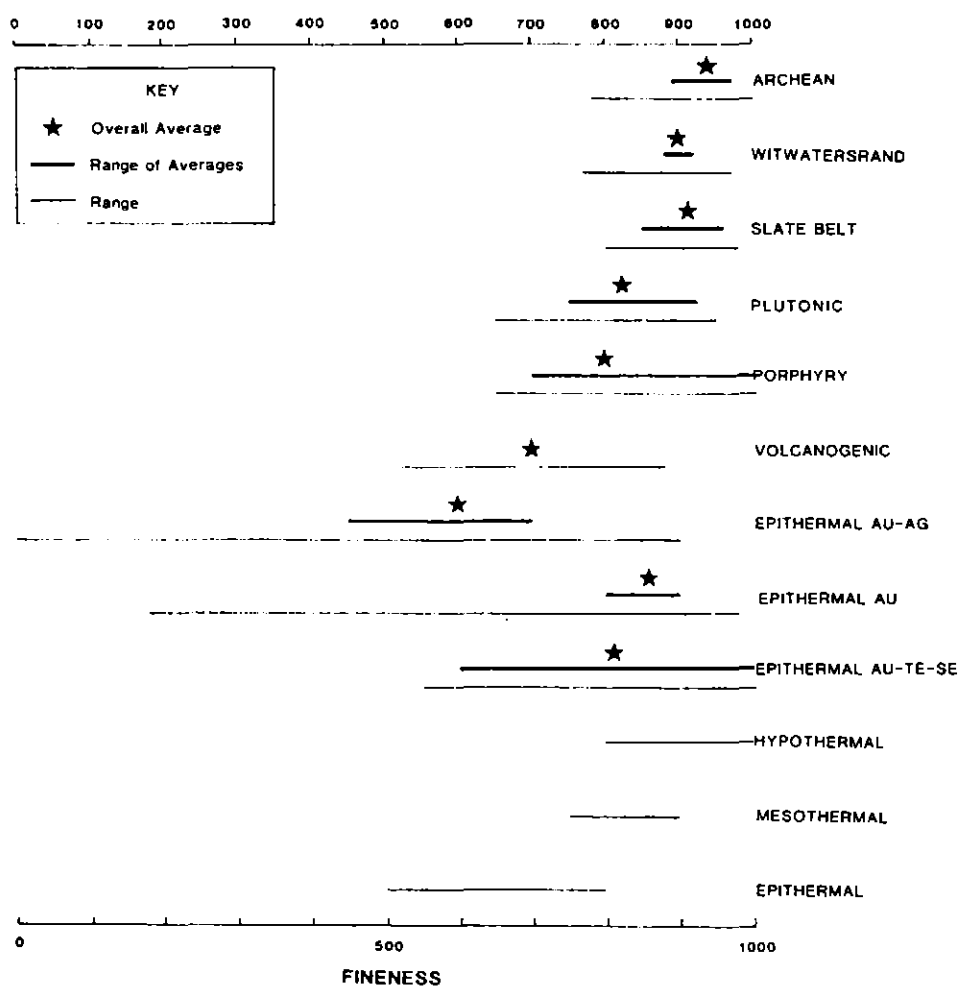 0 100 200 300 400 500 600 700 800 900 1000
KEY
Overall Average
Range of Averages
Range
ARCHEAN
WITWATERSRAND
SLATE BELT
PLUTONIC
PORPHYRY
VOLCANOGENIC
EPITHERMAL AU-AG
EPITHERMAL AU
EPITHERMAL AU-TE-SE
HYPOTHERMAL
MESOTHERMAL
EPITHERMAL
0 500 1000
FINENESS